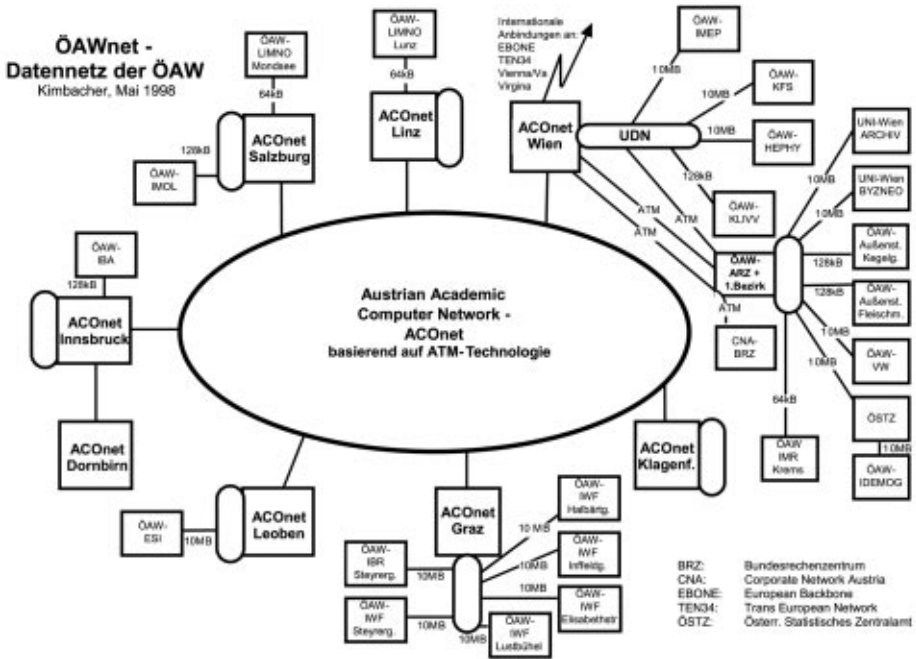 ÖAWnet -
Datennetz der ÖAW
Kimbacher, Mai 1998
ÖAW-
LIMNO
Mondsee
64kB
ACOnet
Salzburg
128kB
ÖAW-
IMOL
ÖAW-
LIMNO
Lunz
64kB
ACOnet
Linz
Internationale
Anbindungen an:
EBONE
TEN34
Vienna/Va
Virgina
ACOnet
Wien
UDN
ÖAW-
IMEP
10MB
ÖAW-
KFS
10MB
ÖAW-
HEPHY
10MB
ÖAW-
KLIVV
128kB
ATM
ATM
ATM
ÖAW-
ARZ +
1.Bezirk
ATM
CNA-
BRZ
UNI-Wien
ARCHIV
10MB
UNI-Wien
BYZNEO
10MB
ÖAW-
Außenst.
Kegelg.
128kB
ÖAW-
Außenst.
Fleischm.
128kB
ÖAW-
VW
10MB
ÖSTZ
10MB
10MB
ÖAW-
IDEMOG
64kB
ÖAW
IMR
Krems
ÖAW-
IBA
128kB
ACOnet
Innsbruck
ACOnet
Dornbirn
Austrian Academic
Computer Network -
ACOnet
basierend auf ATM-Technologie
ACOnet
Klagenf.
ÖAW-
ESI
10MB
ACOnet
Leoben
ACOnet
Graz
ÖAW-
IWF
Halbärtg.
10 MB
ÖAW-
IWF
Inffeldg.
10MB
ÖAW-
IWF
Elisabethstr
10MB
ÖAW-
IWF
Lustbühel
10MB
ÖAW-
IBR
Steyrerg.
10MB
ÖAW-
IWF
Steyrerg.
10MB
BRZ: Bundesrechenzentrum
CNA: Corporate Network Austria
EBONE: European Backbone
TEN34: Trans European Network
ÖSTZ: Österr. Statistisches Zentralamt